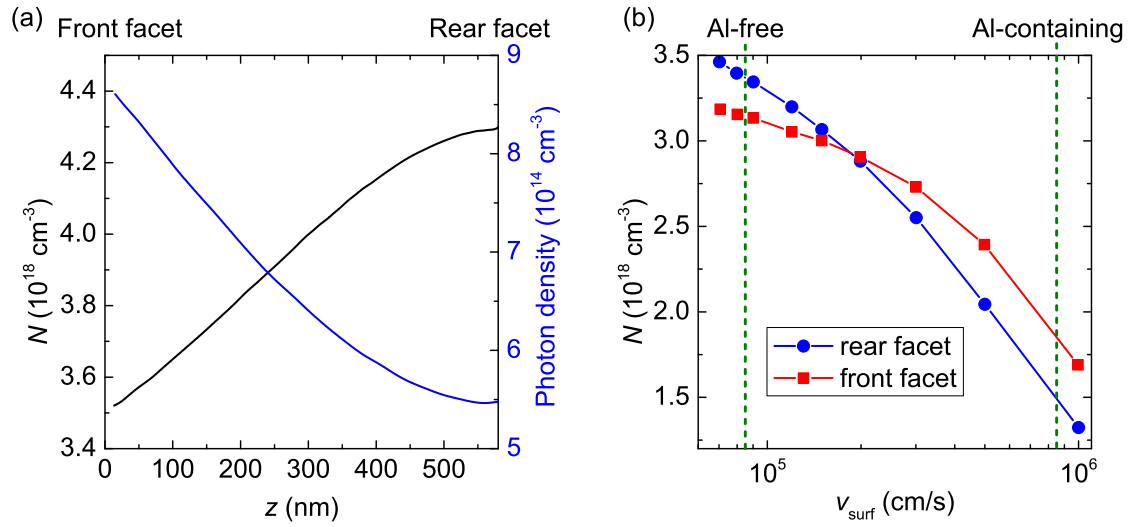 (a)
Front facet
Rear facet
4.4
4.2
4.0
3.8
3.6
3.4
N (10^18 cm^-3)
9
8
7
6
5
Photon density (10^14 cm^-3)
0
100
200
300
400
500
z (nm)
(b)
Al-free
Al-containing
3.5
3.0
2.5
2.0
1.5
N (10^18 cm^-3)
rear facet
front facet
10^5
10^6
v_surf (cm/s)